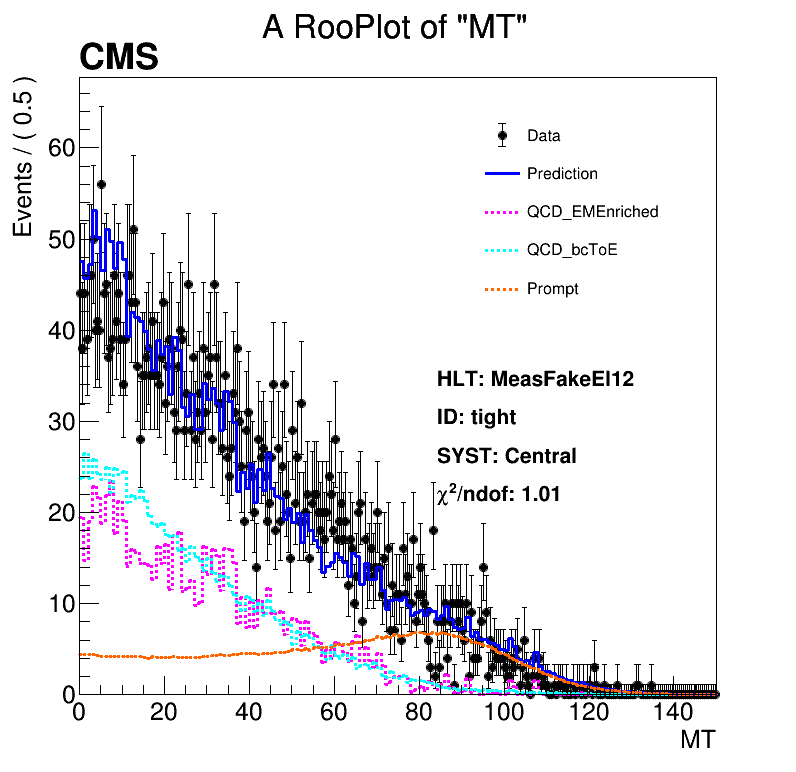 A RooPlot of "MT"
CMS
Events / ( 0.5 )
60
50
40
30
20
10
0
Data
Prediction
QCD_EMEnriched
QCD_bcToE
Prompt
HLT: MeasFakeEl12
ID: tight
SYST: Central
χ²/ndof: 1.01
0 20 40 60 80 100 120 140
MT